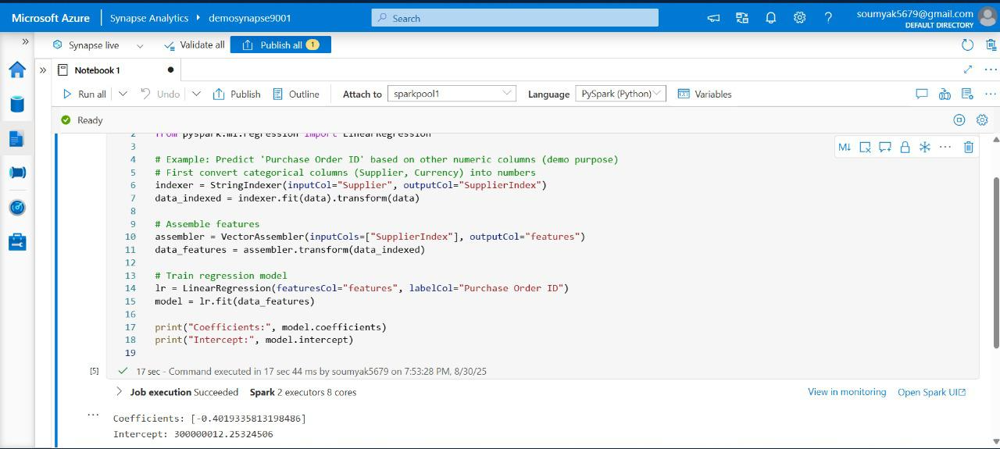 Microsoft Azure
Synapse Analytics
demosynapse9001
Search
soumyak5679@gmail.com
DEFAULT DIRECTORY
Synapse live
Validate all
Publish all 1
Notebook 1
Run all
Undo
Publish
Outline
Attach to
sparkpool1
Language
PySpark (Python)
Variables
Ready
M↓
2 from pyspark.ml.regression import LinearRegression
3
4 # Example: Predict 'Purchase Order ID' based on other numeric columns (demo purpose)
5 # First convert categorical columns (Supplier, Currency) into numbers
6 indexer = StringIndexer(inputCol="Supplier", outputCol="SupplierIndex")
7 data_indexed = indexer.fit(data).transform(data)
8
9 # Assemble features
10 assembler = VectorAssembler(inputCols=["SupplierIndex"], outputCol="features")
11 data_features = assembler.transform(data_indexed)
12
13 # Train regression model
14 lr = LinearRegression(featuresCol="features", labelCol="Purchase Order ID")
15 model = lr.fit(data_features)
16
17 print("Coefficients:", model.coefficients)
18 print("Intercept:", model.intercept)
19
[5] 17 sec - Command executed in 17 sec 44 ms by soumyak5679 on 7:53:28 PM, 8/30/25
Job execution Succeeded Spark 2 executors 8 cores
View in monitoring
Open Spark UI
Coefficients: [-0.4019335813198486]
Intercept: 300000012.25324506